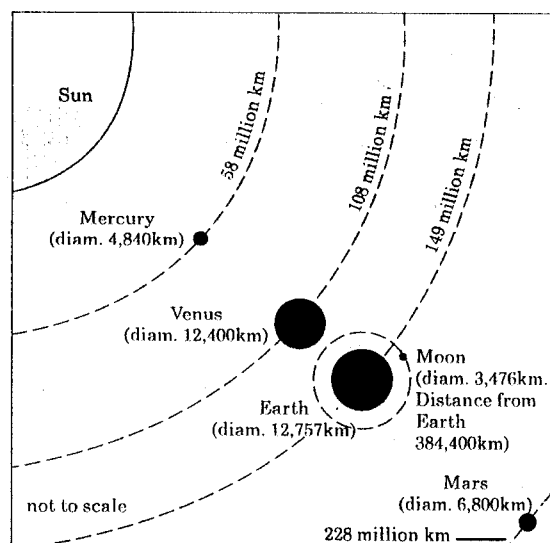 Sun
58 million km
108 million km
149 million km
Mercury
(diam. 4,840km)
Venus
(diam. 12,400km)
Moon
(diam. 3,476km.
Distance from
Earth
384,400km)
Earth
(diam. 12,757km)
Mars
(diam. 6,800km)
not to scale
228 million km